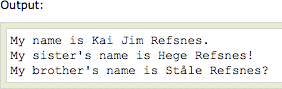 Output:
My name is Kai Jim Refsnes.
My sister's name is Hege Refsnes!
My brother's name is Ståle Refsnes?